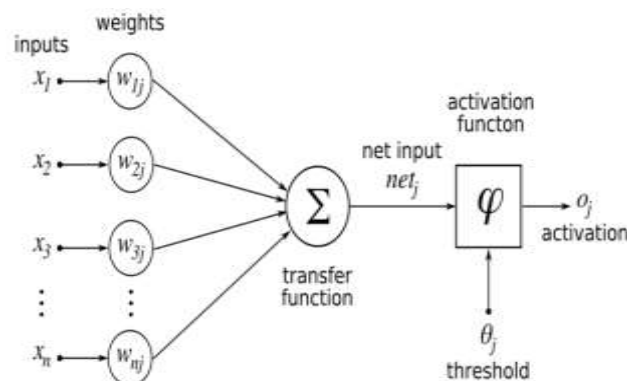 weights
inputs
activation
functon
x1
w1j
x2
w2j
net input
netj
Σ
φ
oj
activation
x3
w3j
transfer
function
⋮ ⋮ ⋮
θj
threshold
xn
wnj